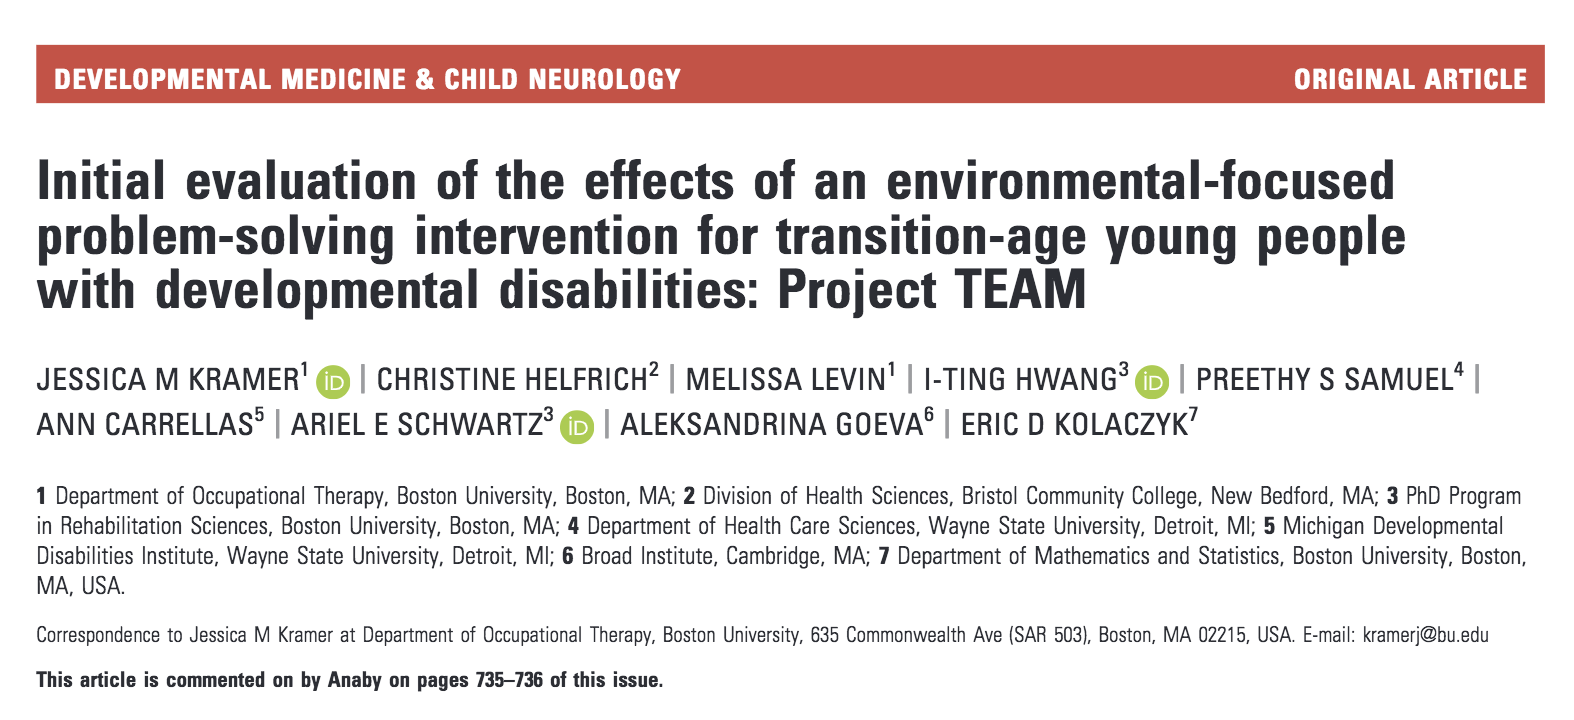 DEVELOPMENTAL MEDICINE & CHILD NEUROLOGY ORIGINAL ARTICLE
Initial evaluation of the effects of an environmental-focused
problem-solving intervention for transition-age young people
with developmental disabilities: Project TEAM
JESSICA M KRAMER1 iD | CHRISTINE HELFRICH2 | MELISSA LEVIN1 | I-TING HWANG3 iD | PREETHY S SAMUEL4 |
ANN CARRELLAS5 | ARIEL E SCHWARTZ3 iD | ALEKSANDRINA GOEVA6 | ERIC D KOLACZYK7
1 Department of Occupational Therapy, Boston University, Boston, MA; 2 Division of Health Sciences, Bristol Community College, New Bedford, MA; 3 PhD Program
in Rehabilitation Sciences, Boston University, Boston, MA; 4 Department of Health Care Sciences, Wayne State University, Detroit, MI; 5 Michigan Developmental
Disabilities Institute, Wayne State University, Detroit, MI; 6 Broad Institute, Cambridge, MA; 7 Department of Mathematics and Statistics, Boston University, Boston,
MA, USA.
Correspondence to Jessica M Kramer at Department of Occupational Therapy, Boston University, 635 Commonwealth Ave (SAR 503), Boston, MA 02215, USA. E-mail: kramerj@bu.edu
This article is commented on by Anaby on pages 735–736 of this issue.